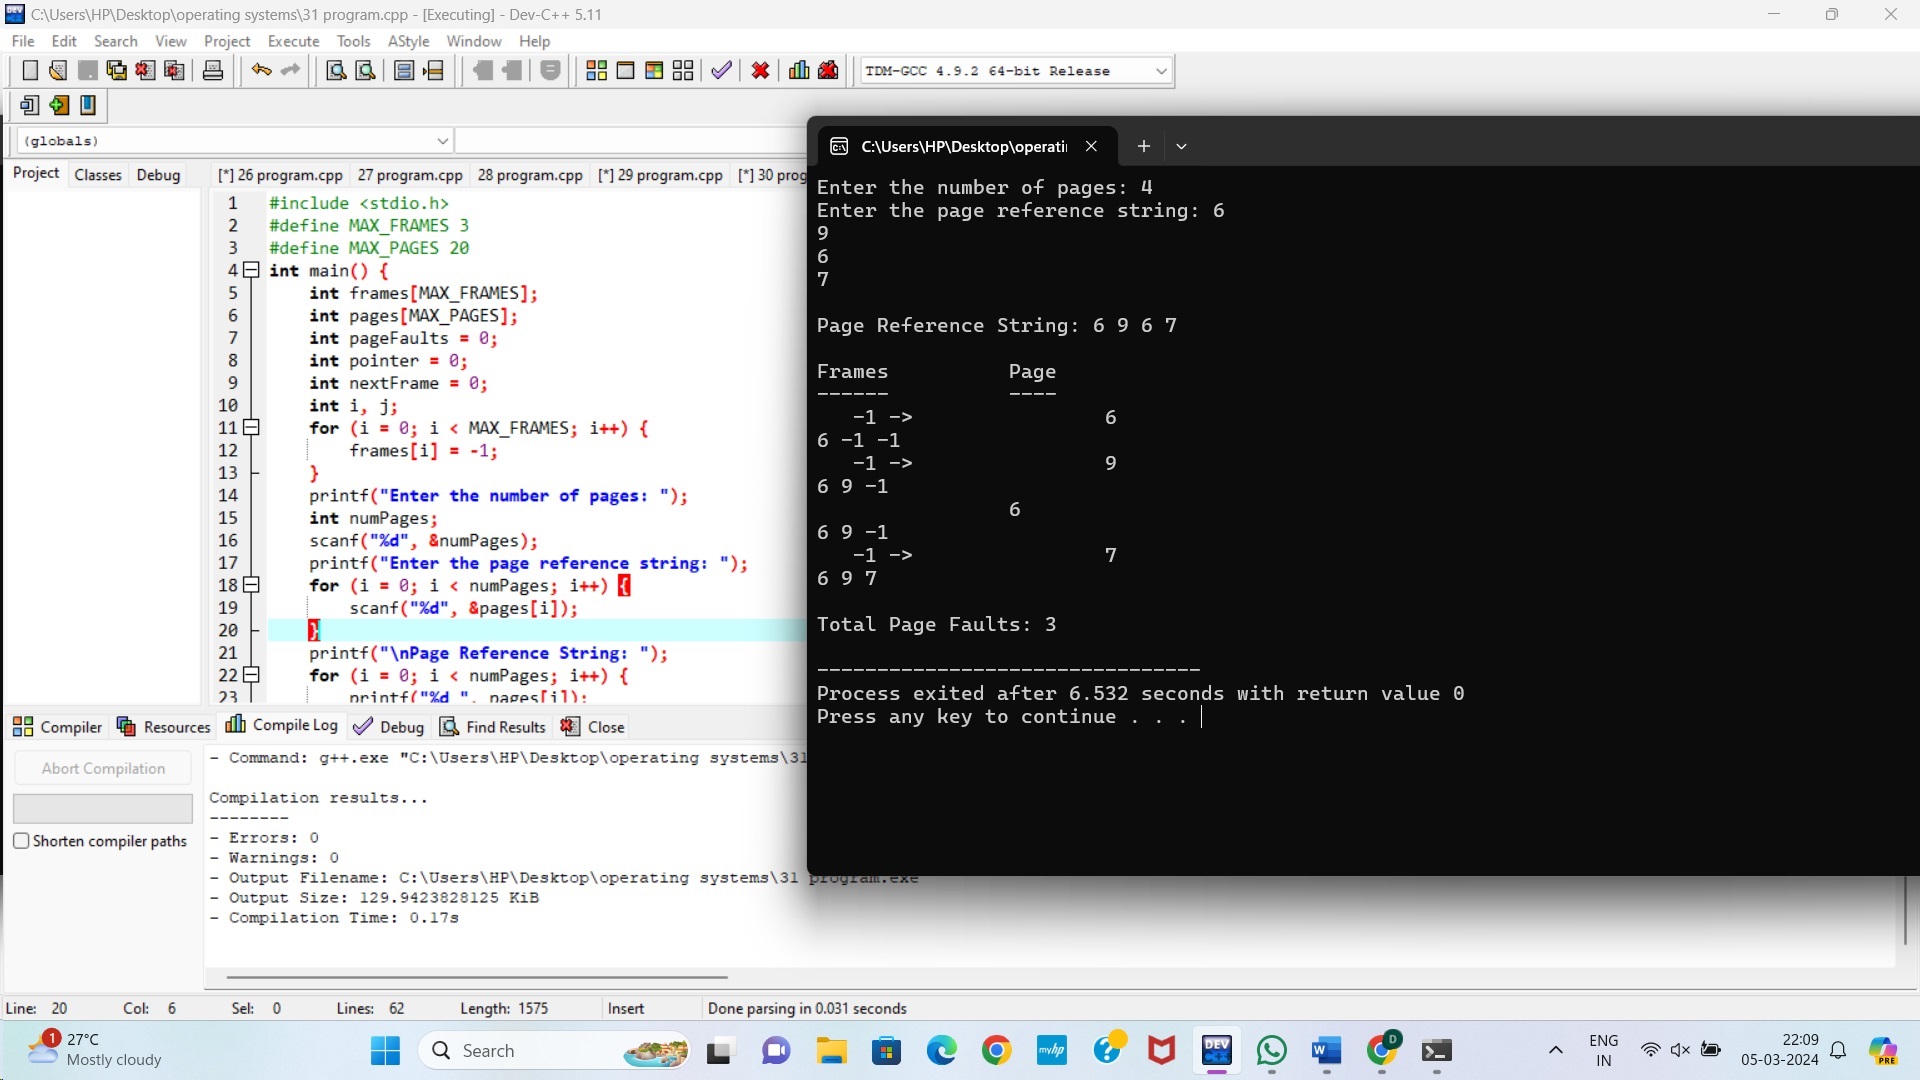 C:\Users\HP\Desktop\operating systems\31 program.cpp - [Executing] - Dev-C++ 5.11
File Edit Search View Project Execute Tools AStyle Window Help
TDM-GCC 4.9.2 64-bit Release
(globals)
Project Classes Debug
[*] 26 program.cpp 27 program.cpp 28 program.cpp [*] 29 program.cpp [*] 30 prog
1 #include <stdio.h>
2 #define MAX_FRAMES 3
3 #define MAX_PAGES 20
4 int main() {
5 int frames[MAX_FRAMES];
6 int pages[MAX_PAGES];
7 int pageFaults = 0;
8 int pointer = 0;
9 int nextFrame = 0;
10 int i, j;
11 for (i = 0; i < MAX_FRAMES; i++) {
12 frames[i] = -1;
13 }
14 printf("Enter the number of pages: ");
15 int numPages;
16 scanf("%d", &numPages);
17 printf("Enter the page reference string: ");
18 for (i = 0; i < numPages; i++) {
19 scanf("%d", &pages[i]);
20 }
21 printf("\nPage Reference String: ");
22 for (i = 0; i < numPages; i++) {
23 printf("%d ", pages[i]);
C:\Users\HP\Desktop\operati
Enter the number of pages: 4
Enter the page reference string: 6
9
6
7
Page Reference String: 6 9 6 7
Frames Page
------ ----
-1 -> 6
6 -1 -1
-1 -> 9
6 9 -1
6
6 9 -1
-1 -> 7
6 9 7
Total Page Faults: 3
--------------------------------
Process exited after 6.532 seconds with return value 0
Press any key to continue . . .
Compiler Resources Compile Log Debug Find Results Close
Abort Compilation
Shorten compiler paths
- Command: g++.exe "C:\Users\HP\Desktop\operating systems\31
Compilation results...
--------
- Errors: 0
- Warnings: 0
- Output Filename: C:\Users\HP\Desktop\operating systems\31 program.exe
- Output Size: 129.9423828125 KiB
- Compilation Time: 0.17s
Line: 20 Col: 6 Sel: 0 Lines: 62 Length: 1575 Insert Done parsing in 0.031 seconds
1
27°C
Mostly cloudy
Search
myhp
DEV
C++
W
D
ENG
IN
22:09
05-03-2024
PRE